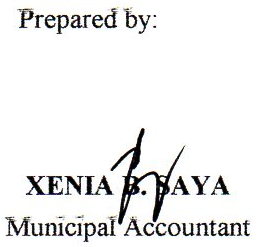 Prepared by:
XENIA B. SAYA
Municipal Accountant